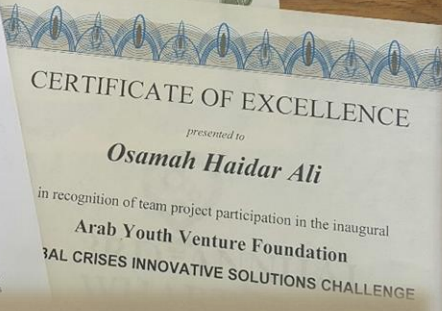 CERTIFICATE OF EXCELLENCE
presented to
Osamah Haidar Ali
in recognition of team project participation in the inaugural
Arab Youth Venture Foundation
CRISES INNOVATIVE SOLUTIONS CHALLENGE